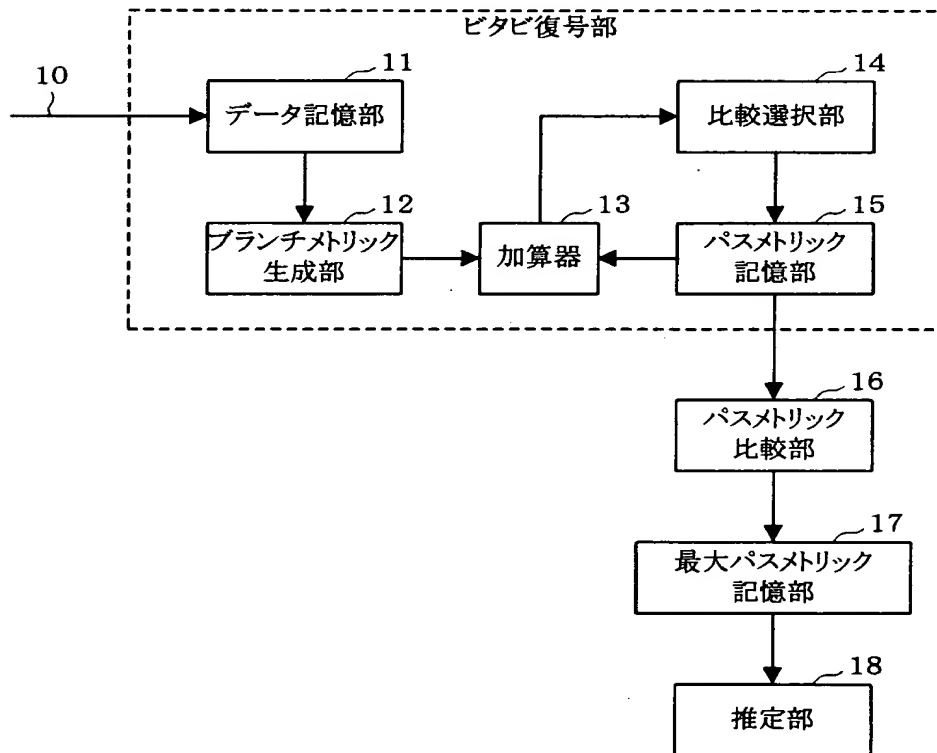 ビタビ復号部
10
11
データ記憶部
14
比較選択部
12
ブランチメトリック
生成部
13
加算器
15
パスメトリック
記憶部
16
パスメトリック
比較部
17
最大パスメトリック
記憶部
18
推定部